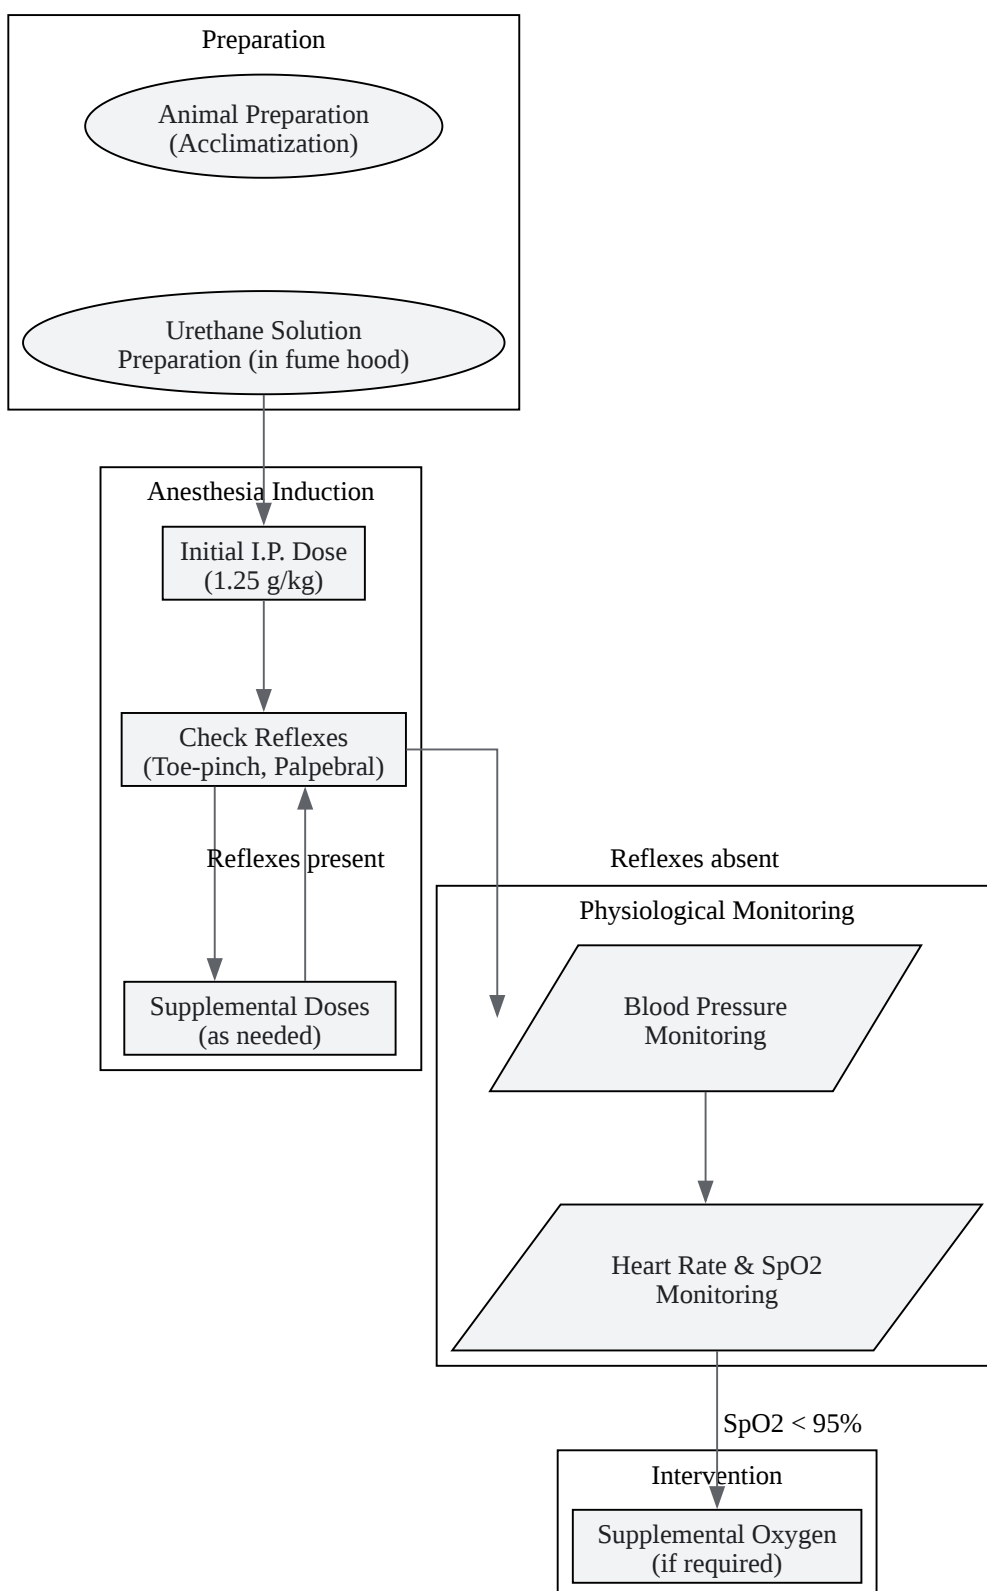 Preparation
Animal Preparation
(Acclimatization)
Urethane Solution
Preparation (in fume hood)
Anesthesia Induction
Initial I.P. Dose
(1.25 g/kg)
Check Reflexes
(Toe-pinch, Palpebral)
Reflexes present
Supplemental Doses
(as needed)
Reflexes absent
Physiological Monitoring
Blood Pressure
Monitoring
Heart Rate & SpO2
Monitoring
SpO2 < 95%
Intervention
Supplemental Oxygen
(if required)